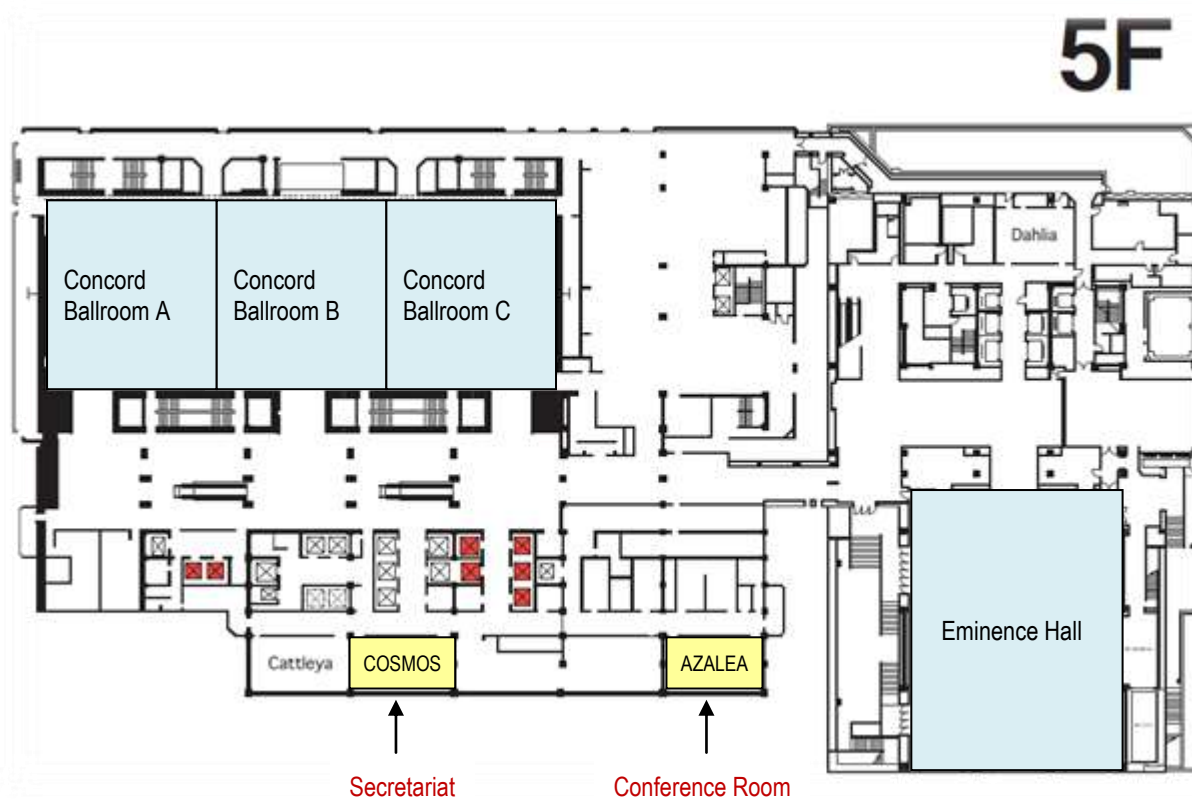 5F
Dahlia
Concord
Ballroom A
Concord
Ballroom B
Concord
Ballroom C
Eminence Hall
Cattleya
COSMOS
AZALEA
Secretariat
Conference Room